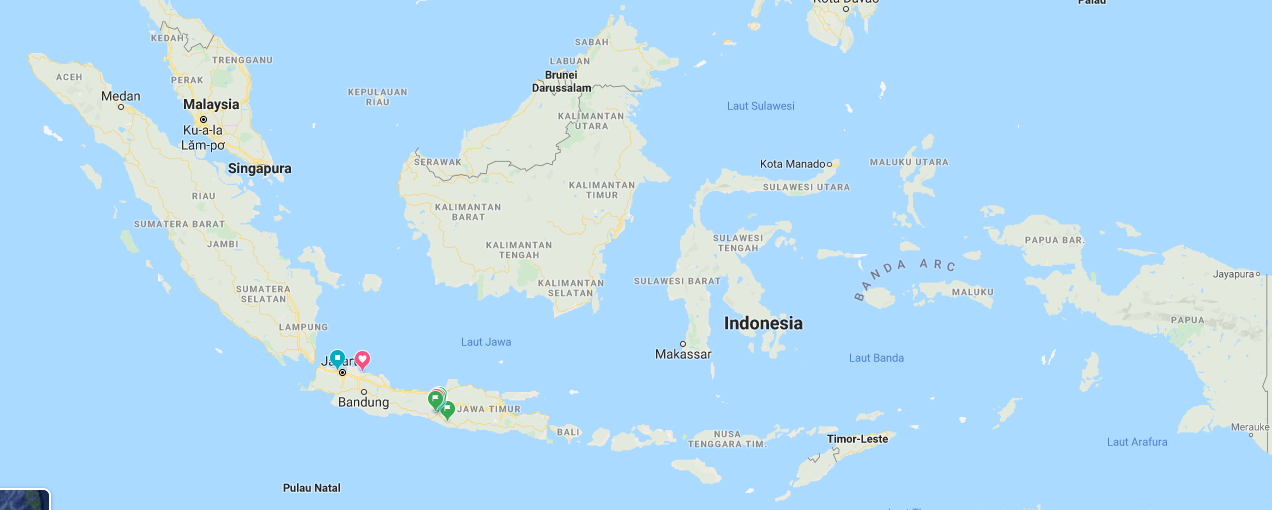 Kota Davao
Palau
KEDAH
SABAH
TRENGGANU
LABUAN
ACEH
PERAK
Brunei
Darussalam
Medan
Malaysia
KEPULAUAN
RIAU
Laut Sulawesi
KALIMANTAN
UTARA
Ku-a-la
Lăm-pơ
Singapura
SERAWAK
Kota Manado
MALUKU UTARA
RIAU
KALIMANTAN
TIMUR
SULAWESI UTARA
KALIMANTAN
BARAT
SUMATERA BARAT
JAMBI
SULAWESI
TENGAH
PAPUA BAR.
KALIMANTAN
TENGAH
BANDA ARC
Jayapura
SUMATERA
SELATAN
KALIMANTAN
SELATAN
SULAWESI BARAT
MALUKU
LAMPUNG
Indonesia
PAPUA
Laut Jawa
Makassar
Laut Banda
Bandung
JAWA TIMUR
BALI
NUSA
TENGGARA TIM.
Timor-Leste
Merauke
Laut Arafura
Pulau Natal